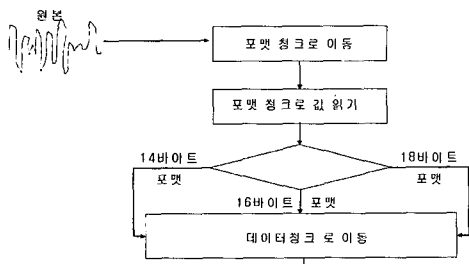 원본
포맷 청크로 이동
포맷 청크로 값 읽기
14바이트
포맷
18바이트
포맷
16바이트 포맷
데이터청크 로 이동